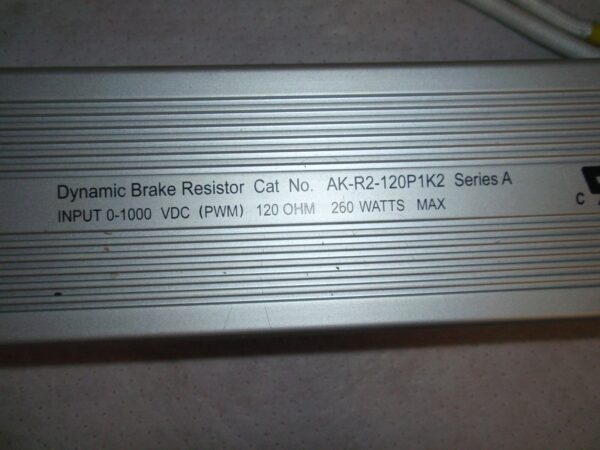 Dynamic Brake Resistor Cat No. AK-R2-120P1K2 Series A
INPUT 0-1000 VDC (PWM) 120 OHM 260 WATTS MAX